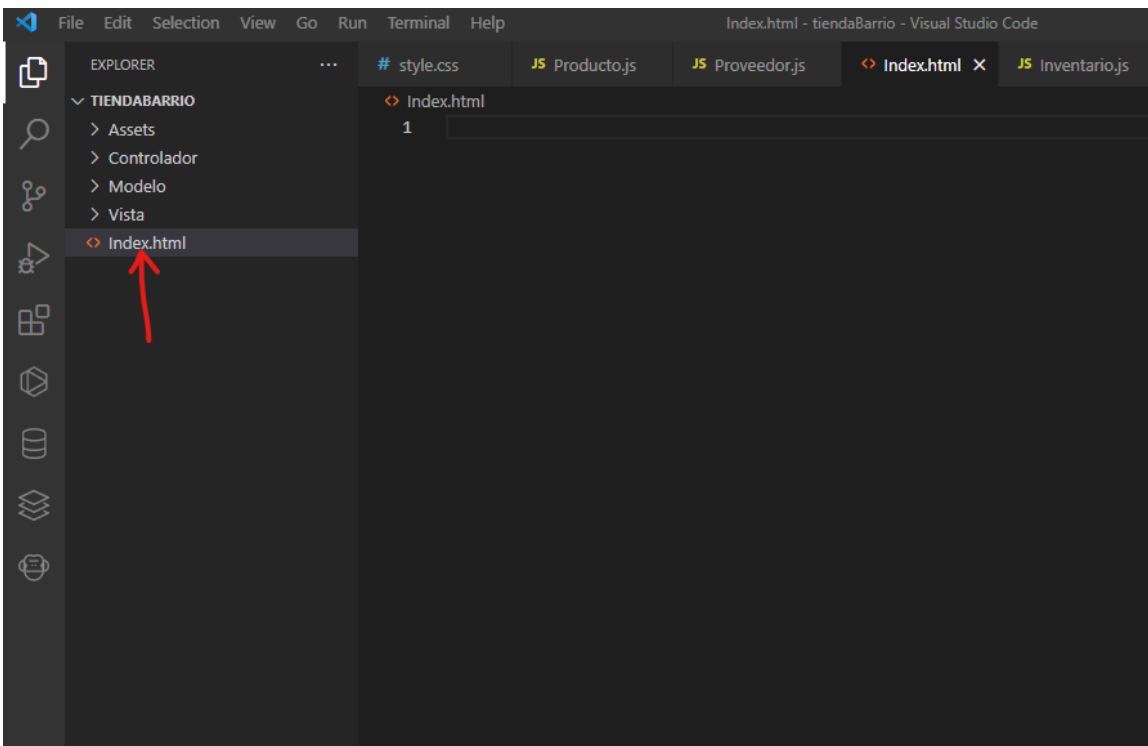 File Edit Selection View Go Run Terminal Help Index.html - tiendaBarrio - Visual Studio Code
EXPLORER ... # style.css JS Producto.js JS Proveedor.js <> Index.html × JS Inventario.js
TIENDABARRIO <> Index.html
Assets 1
Controlador
Modelo
Vista
<> Index.html